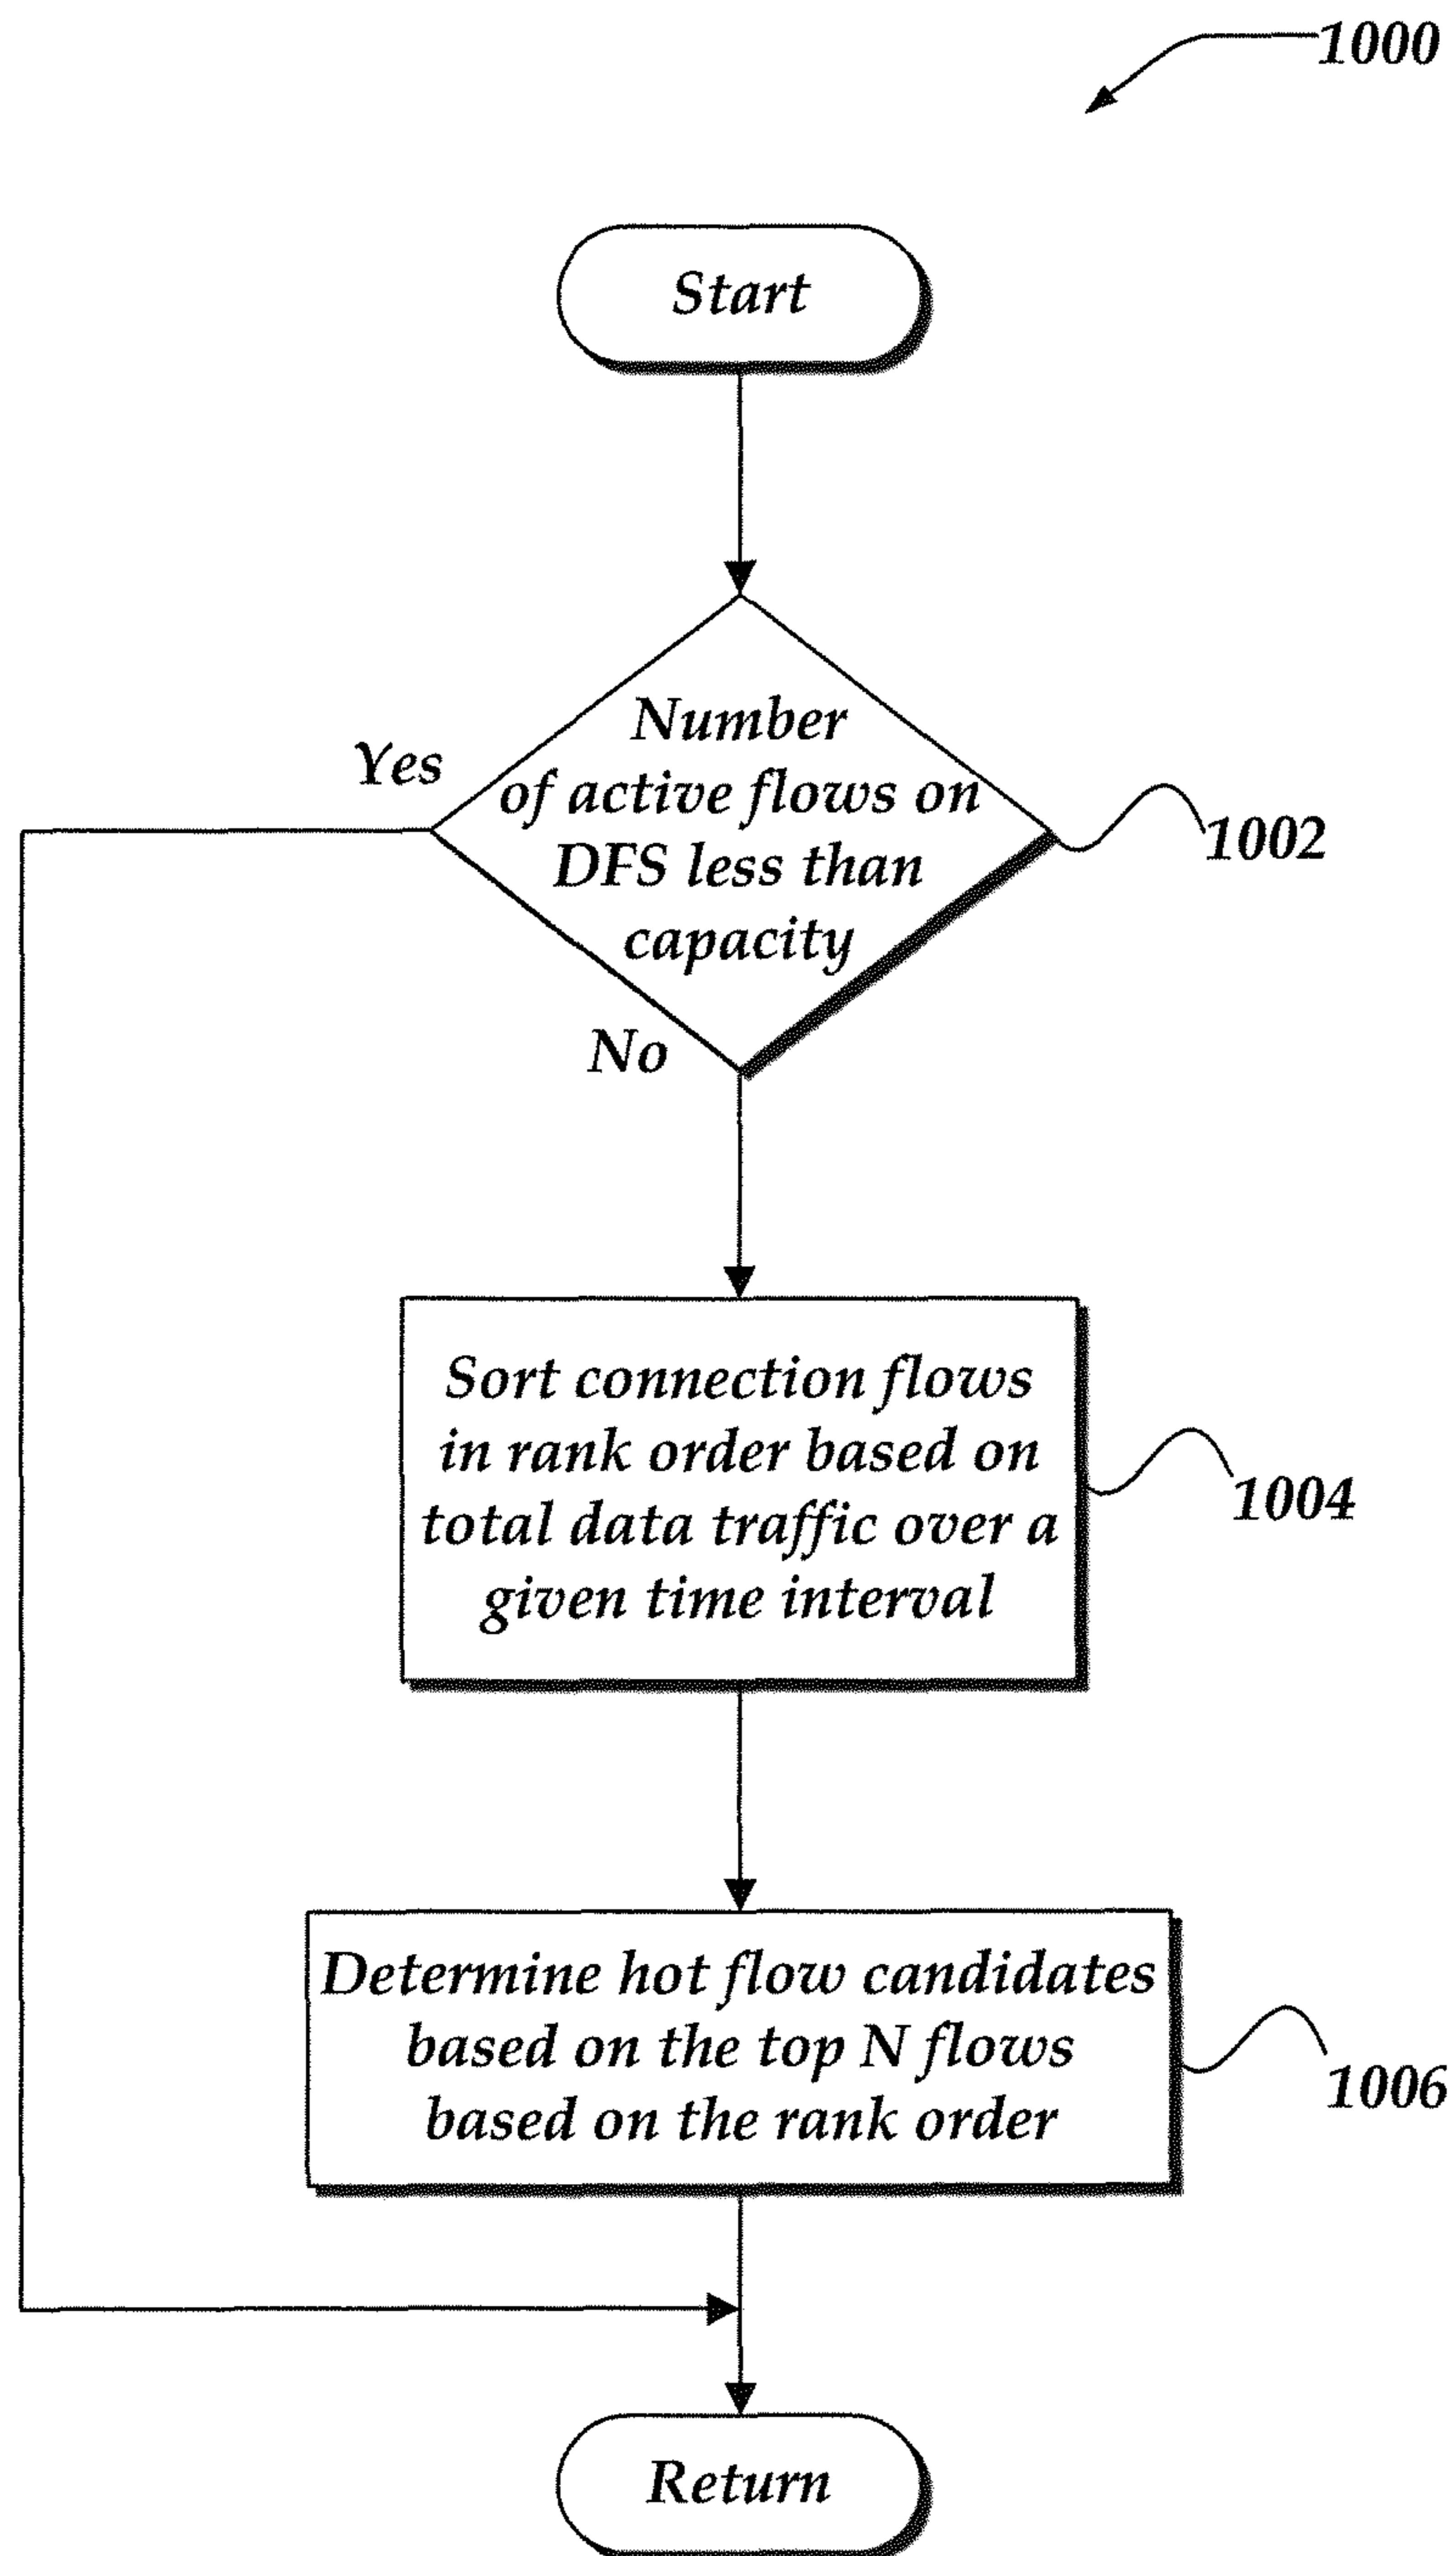 1000
Start
Number
of active flows on
DFS less than
capacity
Yes
1002
No
Sort connection flows
in rank order based on
total data traffic over a
given time interval
1004
Determine hot flow candidates
based on the top N flows
based on the rank order
1006
Return